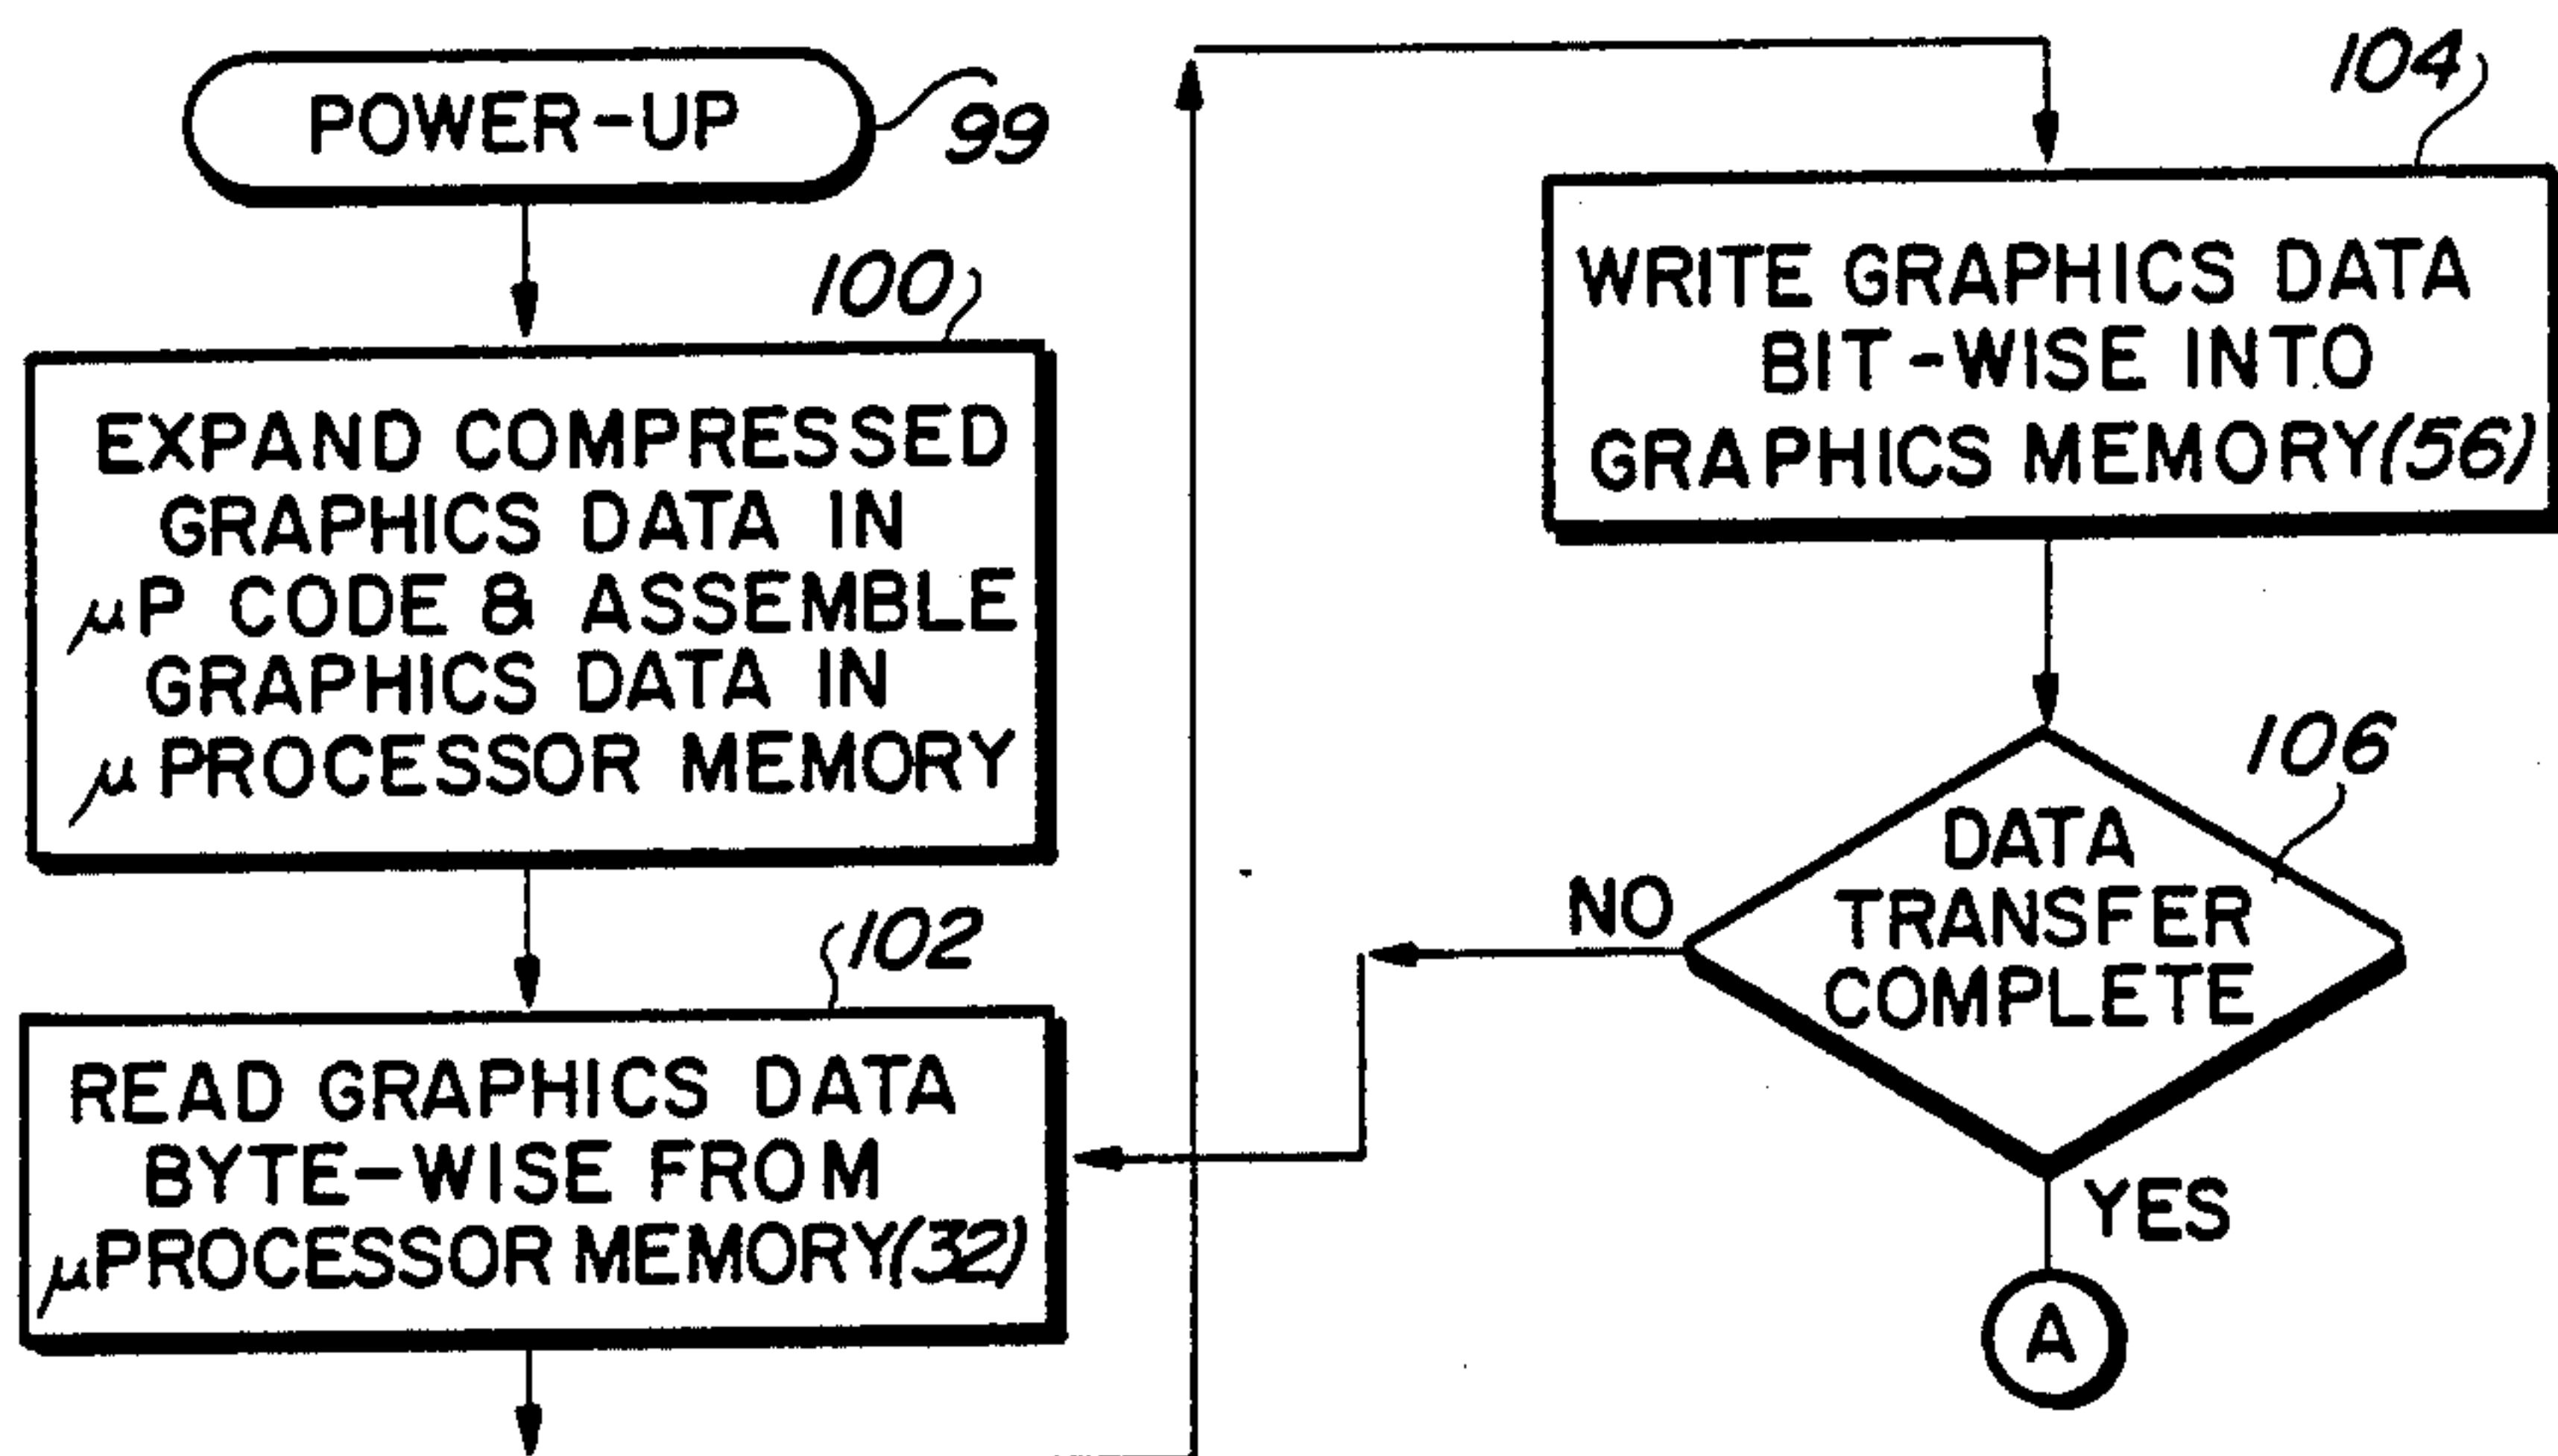 POWER-UP
99
100
EXPAND COMPRESSED
GRAPHICS DATA IN
μP CODE & ASSEMBLE
GRAPHICS DATA IN
μPROCESSOR MEMORY
102
READ GRAPHICS DATA
BYTE-WISE FROM
μPROCESSOR MEMORY(32)
104
WRITE GRAPHICS DATA
BIT-WISE INTO
GRAPHICS MEMORY(56)
106
DATA
TRANSFER
COMPLETE
NO
YES
A